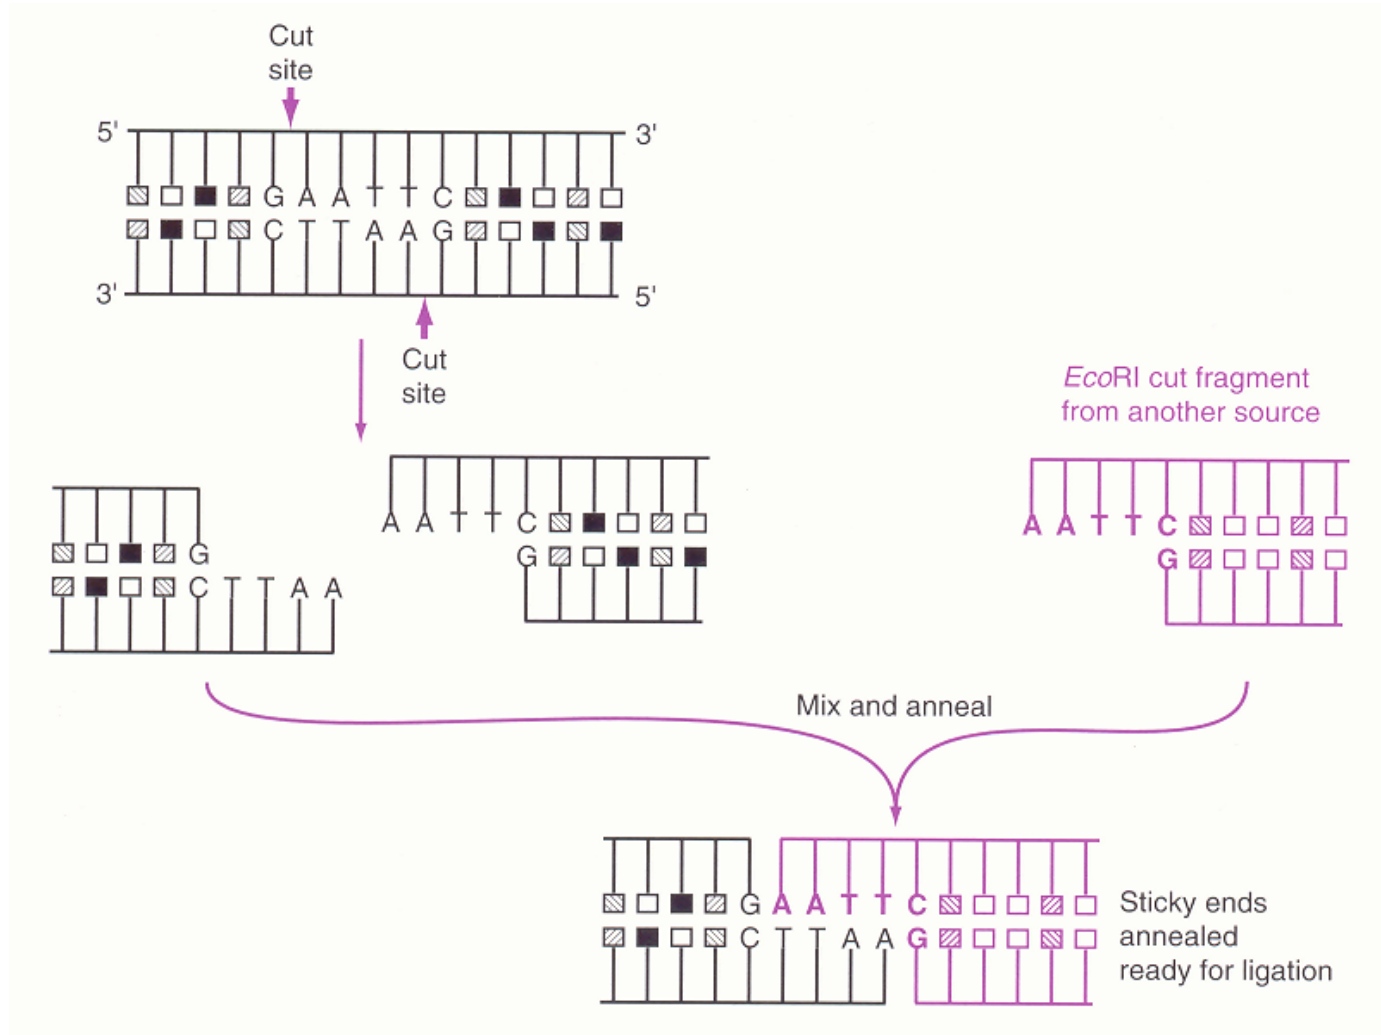 Cut
site
5' 3'
G A A T T C
C T T A A G
3' 5'
Cut
site
EcoRI cut fragment
from another source
G
C T T A A
A A T T C
G
A A T T C
G
Mix and anneal
G A A T T C
C T T A A G
Sticky ends
annealed
ready for ligation